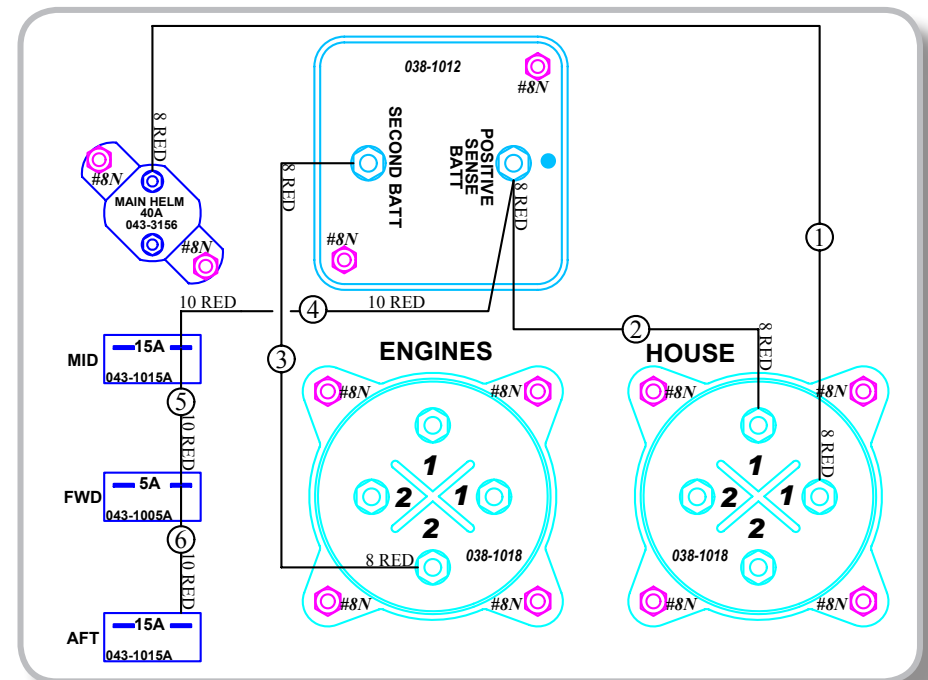 038-1012
#8N
SECOND BATT
POSITIVE
SENSE
BATT
#8N
8 RED
#8N
MAIN HELM
40A
043-3156
#8N
8 RED
8 RED
1
10 RED
4
10 RED
2
8 RED
MID
15A
043-1015A
3
ENGINES
HOUSE
5
10 RED
#8N
#8N
#8N
#8N
8 RED
FWD
5A
043-1005A
1
2
1
2
1
2
1
2
6
10 RED
8 RED
038-1018
038-1018
#8N
#8N
#8N
#8N
AFT
15A
043-1015A